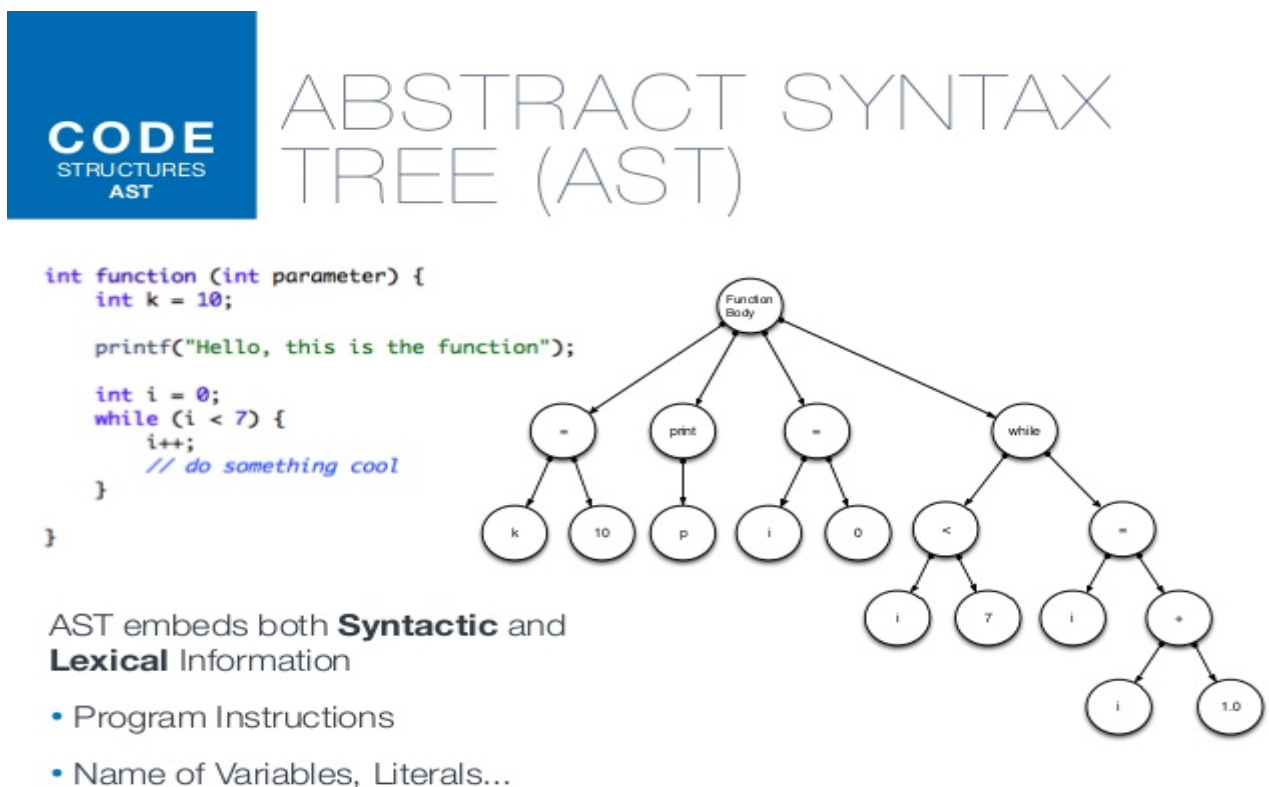 CODE
STRUCTURES
AST
ABSTRACT SYNTAX
TREE (AST)
int function (int parameter) {
    int k = 10;
    printf("Hello, this is the function");
    int i = 0;
    while (i < 7) {
        i++;
        // do something cool
    }
}
AST embeds both Syntactic and
Lexical Information
• Program Instructions
• Name of Variables, Literals...
Function
Body
=
print
=
while
k
10
p
i
0
<
=
i
7
i
+
i
1.0